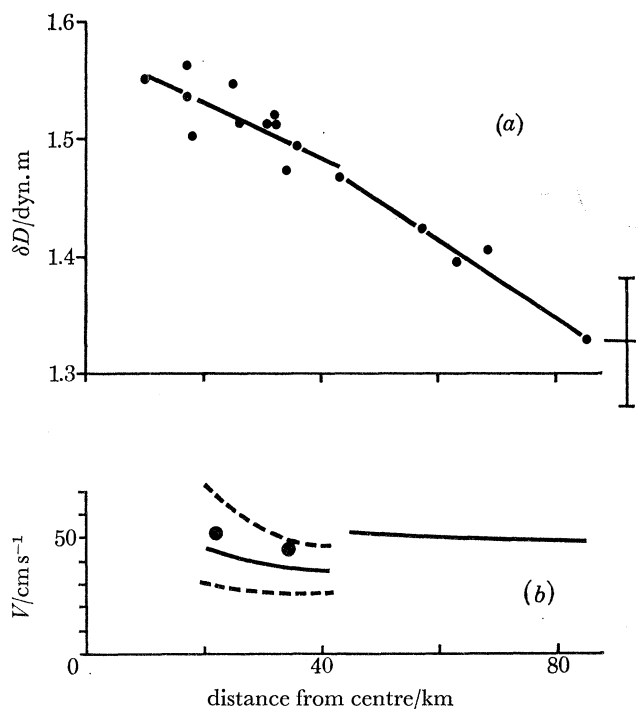 1.6
(a)
1.5
δD/dyn. m
1.4
1.3
50
V/cm s⁻¹
(b)
0 40 80
distance from centre/km